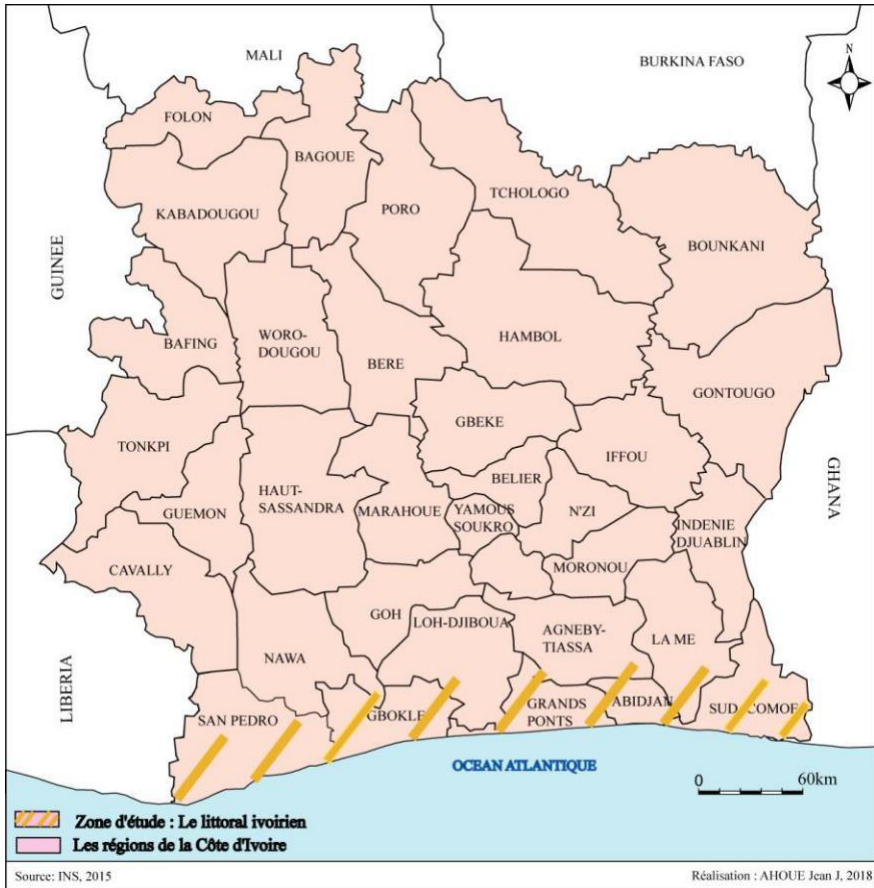 MALI
BURKINA FASO
N
FOLON
BAGOUE
TCHOLOGO
KABADOUGOU
PORO
BOUNKANI
GUINEE
BAFING
WORO-
DOUGOU
BERE
HAMBOL
GONTOUGO
GBEKE
TONKPI
IFFOU
GHANA
BELIER
HAUT-
SASSANDRA
GUEMON
MARAHOUE
YAMOUS
SOUKRO
N'ZI
INDENIE
DJUABLIN
CAVALLY
MORONOU
GOH
LOH-DJIBOUA
AGNEBY-
TIASSA
LA ME
NAWA
LIBERIA
SAN PEDRO
GBOKLE
GRANDS
PONTS
ABIDJAN
SUD COMOE
OCEAN ATLANTIQUE
0 60km
Zone d'étude : Le littoral ivoirien
Les régions de la Côte d'Ivoire
Source: INS, 2015
Réalisation : AHOUE Jean J, 2018